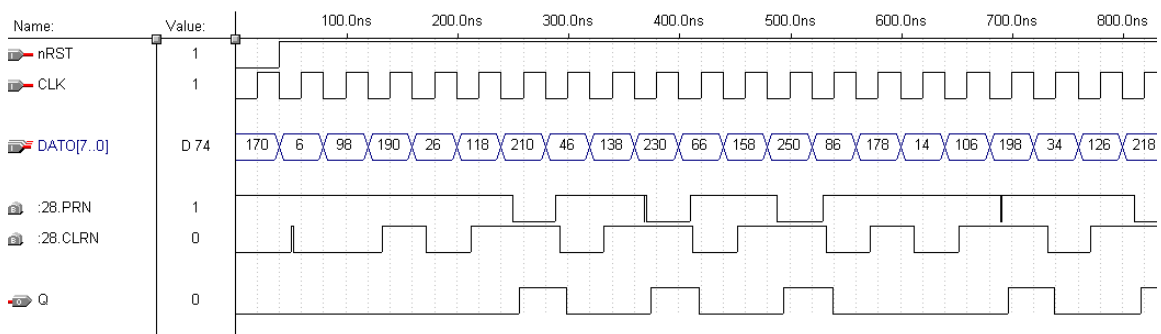 Name: Value: 100.0ns 200.0ns 300.0ns 400.0ns 500.0ns 600.0ns 700.0ns 800.0ns
nRST 1
CLK 1
DATO[7..0] D 74 170 6 98 190 26 118 210 46 138 230 66 158 250 86 178 14 106 198 34 126 218
:28.PRN 1
:28.CLRN 0
Q 0